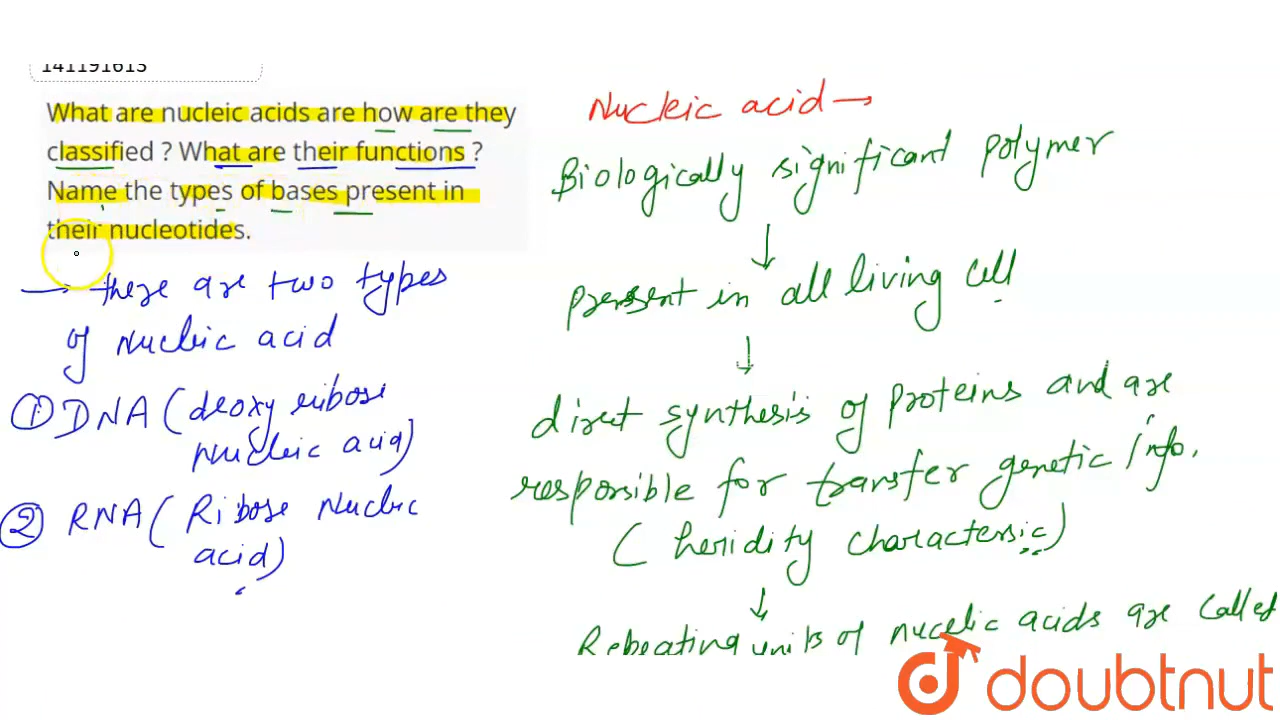 141191613
What are nucleic acids are how are they
classified ? What are their functions ?
Name the types of bases present in
their nucleotides.
→ there are two types
of nucleic acid
① DNA (deoxy ribose
nucleic acid)
② RNA ( Ribose nucleic
acid)
Nucleic acid →
Biologically significant polymer
↓
present in all living cell
↓
direct synthesis of proteins and are
responsible for transfer genetic info.
( heridity charactersic)
↓
Repeating units of nucelic acids are called
doubtnut